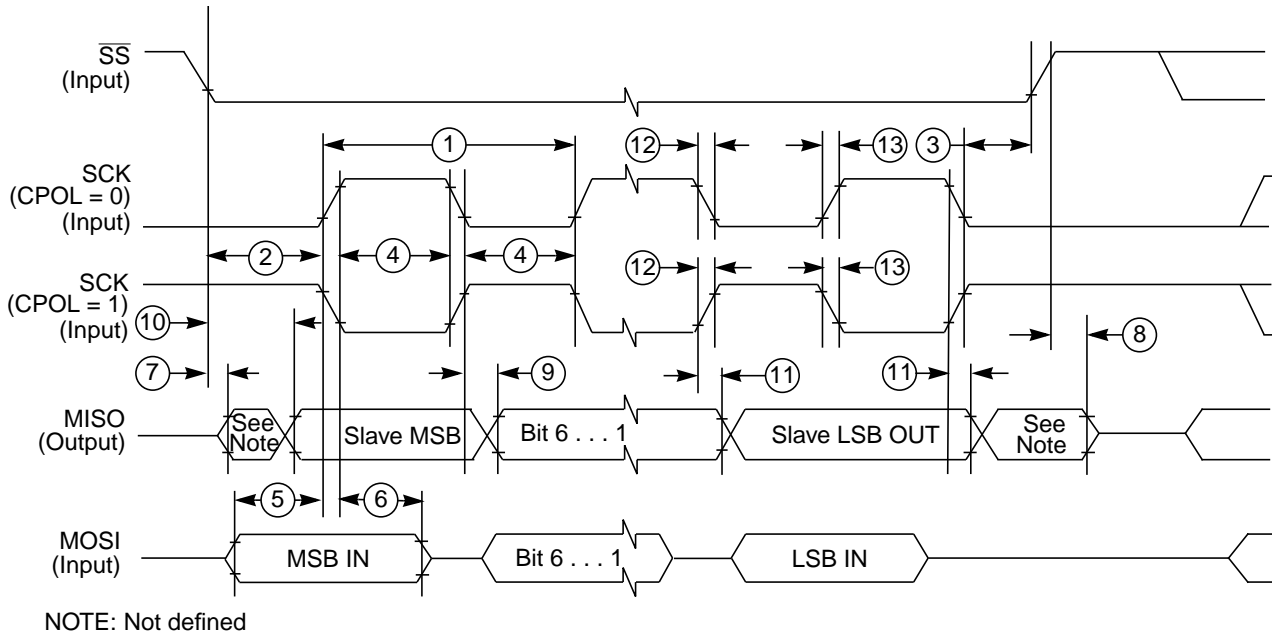 SS
(Input)
1
12
13
3
SCK
(CPOL = 0)
(Input)
2
4
4
12
13
SCK
(CPOL = 1)
(Input)
10
8
7
9
11
11
MISO
(Output)
See
Note
Slave MSB
Bit 6 . . . 1
Slave LSB OUT
See
Note
5
6
MOSI
(Input)
MSB IN
Bit 6 . . . 1
LSB IN
NOTE: Not defined